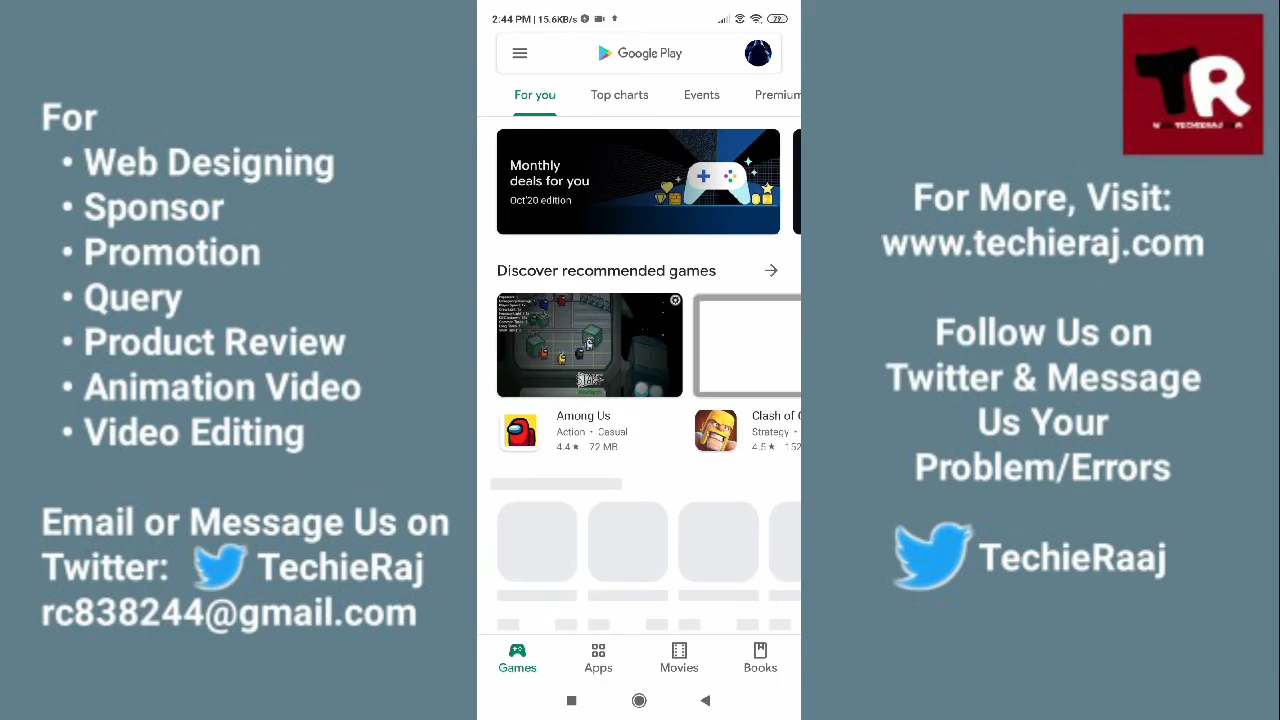 For
• Web Designing
• Sponsor
• Promotion
• Query
• Product Review
• Animation Video
• Video Editing
Email or Message Us on
Twitter: TechieRaj
rc838244@gmail.com
2:44 PM | 15.6KB/s
79
Google Play
For you
Top charts
Events
Premium
Monthly
deals for you
Oct'20 edition
Discover recommended games
Among Us
Action • Casual
4.4★ 72 MB
Clash of C
Strategy •
4.5★ 152
Games
Apps
Movies
Books
TR
For More, Visit:
www.techieraj.com
Follow Us on
Twitter & Message
Us Your
Problem/Errors
TechieRaaj